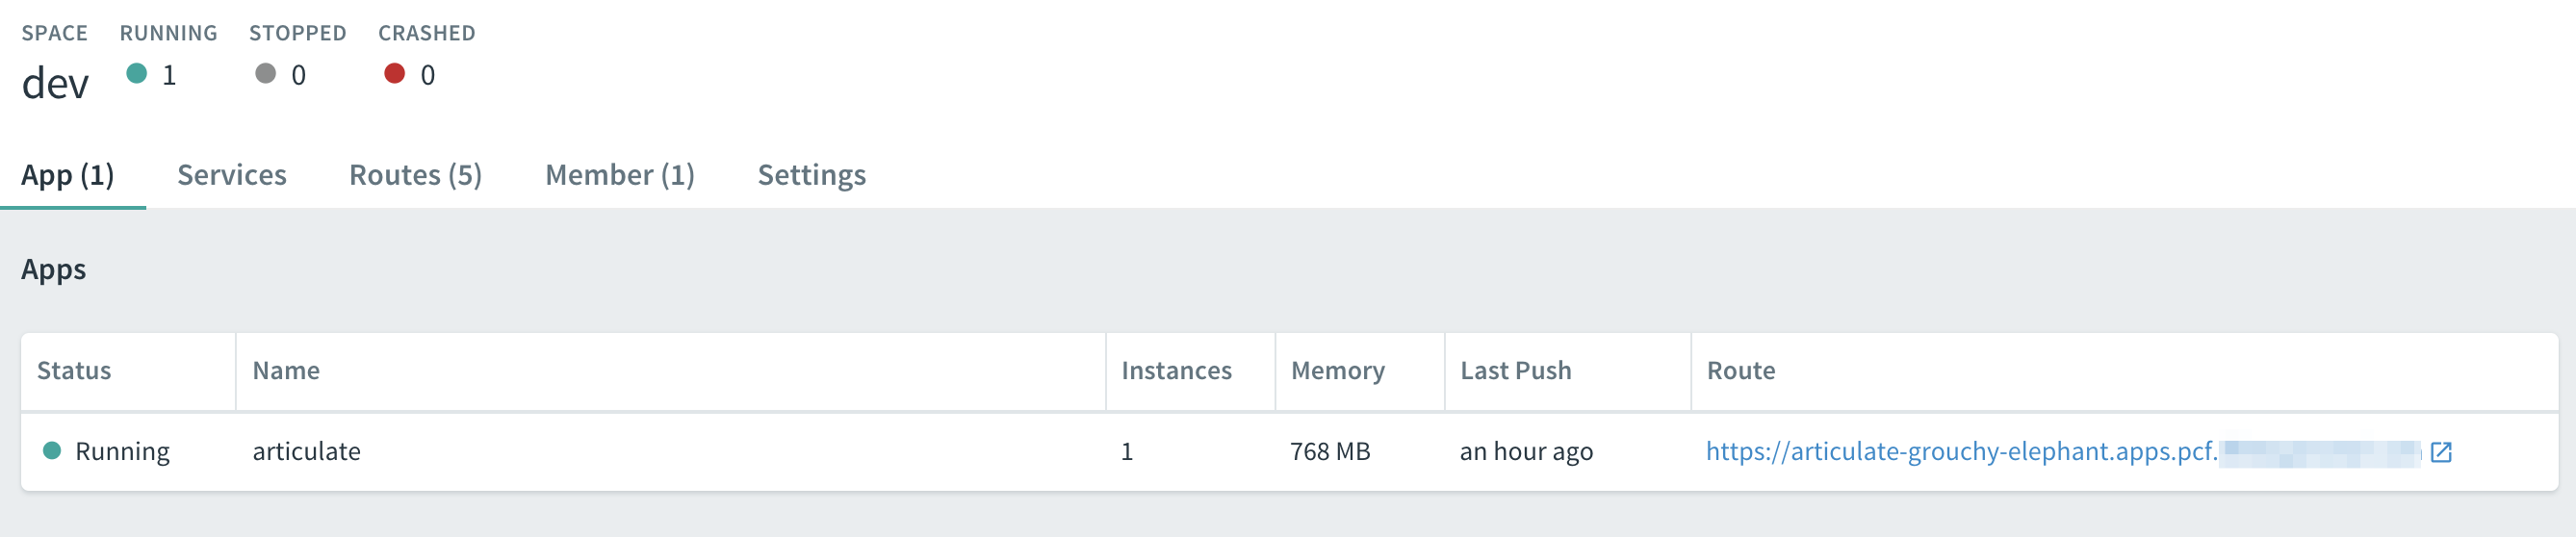 SPACE RUNNING STOPPED CRASHED
dev 1 0 0
App (1) Services Routes (5) Member (1) Settings
Apps
Status Name Instances Memory Last Push Route
Running articulate 1 768 MB an hour ago https://articulate-grouchy-elephant.apps.pcf.